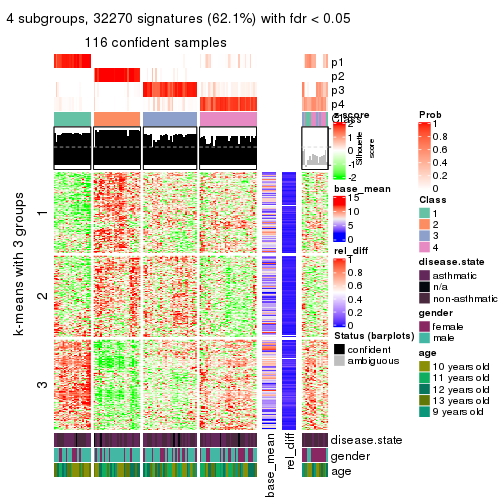 4 subgroups, 32270 signatures (62.1%) with fdr < 0.05
116 confident samples
p1
p2
p3
p4
Class
Silhouette
score
k-means with 3 groups
1
2
3
z-score
2
1
0
-1
-2
base_mean
15
10
5
0
rel_diff
1
0.8
0.6
0.4
0.2
0
Status (barplots)
confident
ambiguous
Prob
1
0.8
0.6
0.4
0.2
0
Class
1
2
3
4
disease.state
asthmatic
n/a
non-asthmatic
gender
female
male
age
10 years old
11 years old
12 years old
13 years old
9 years old
disease.state
gender
age
base_mean
rel_diff